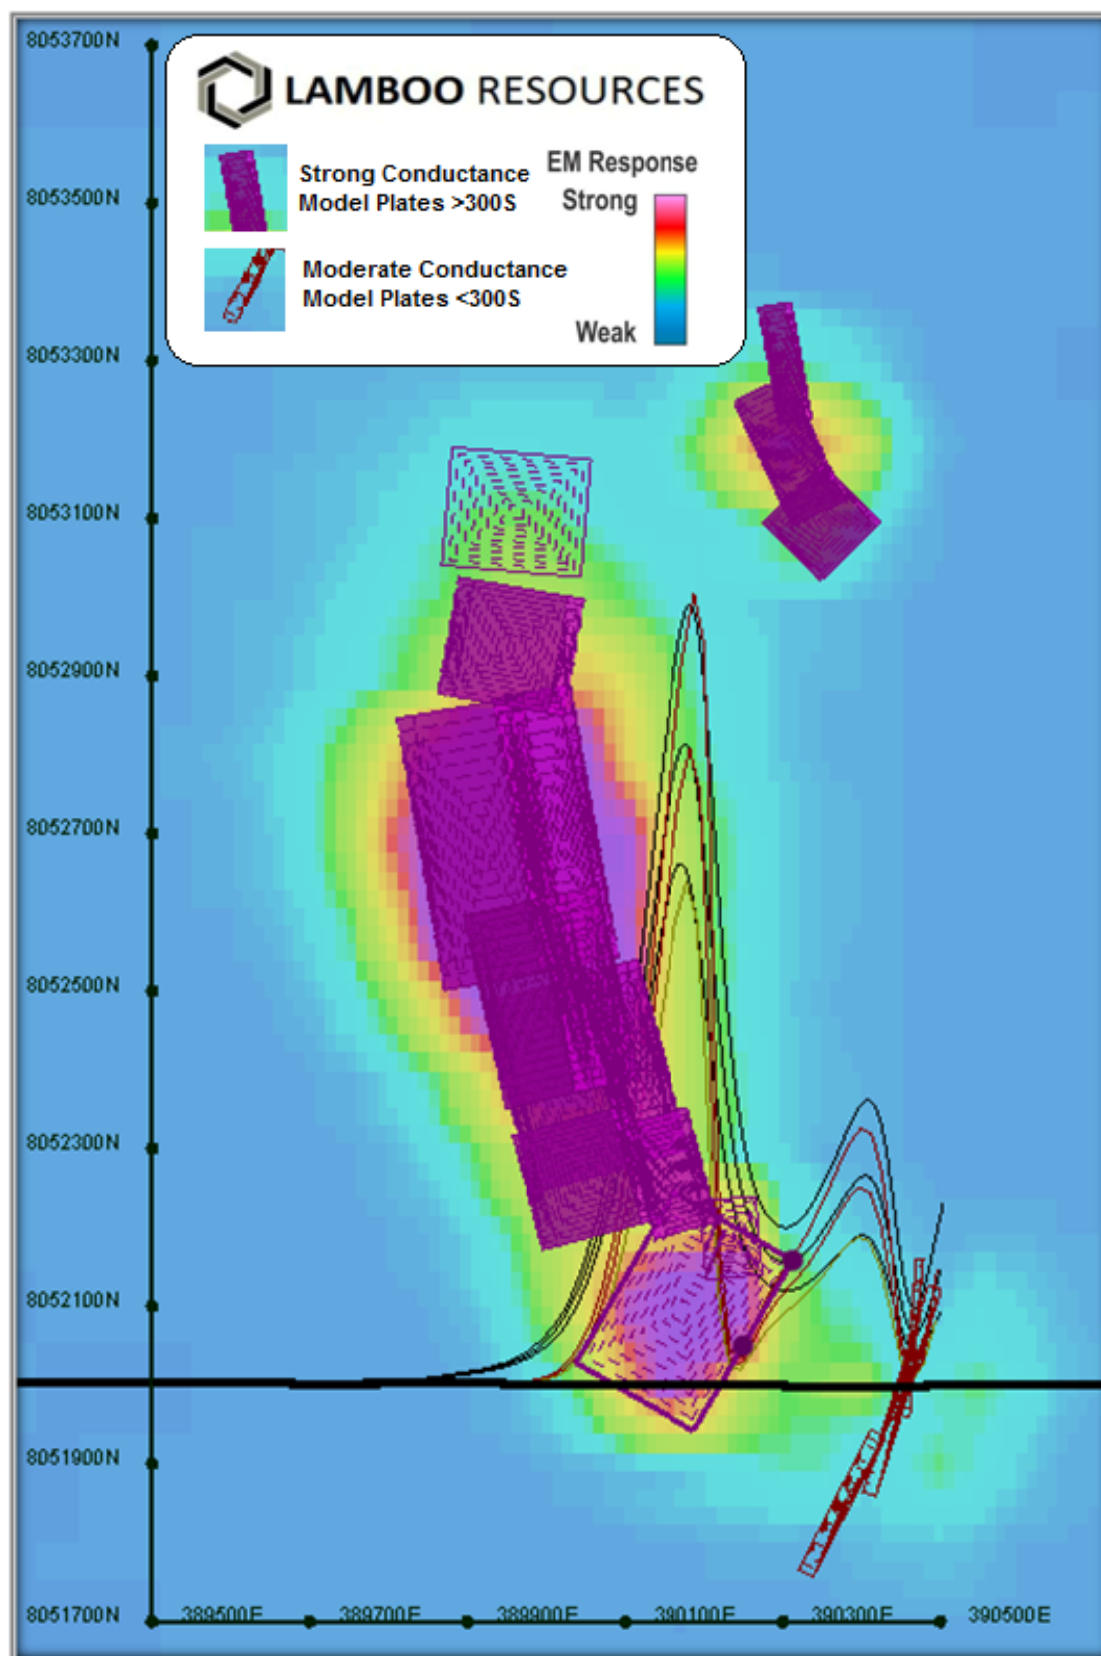 8053700N
LAMBOO RESOURCES
Strong Conductance
Model Plates >300S
EM Response
Strong
Weak
Moderate Conductance
Model Plates <300S
8053500N
8053300N
8053100N
8052900N
8052700N
8052500N
8052300N
8052100N
8051900N
8051700N
389500E 389700E 389900E 390100E 390300E 390500E